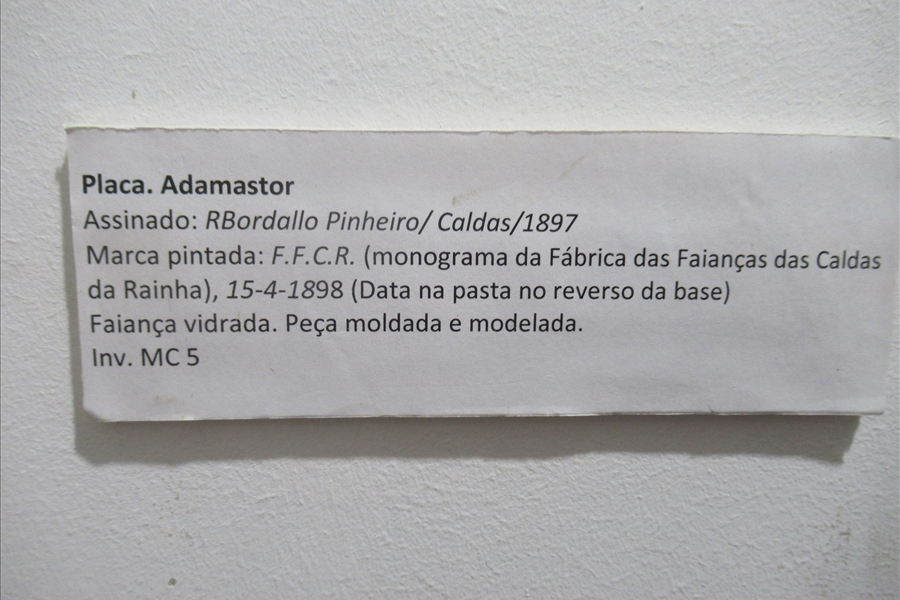 Placa. Adamastor
Assinado: RBordallo Pinheiro/ Caldas/1897
Marca pintada: F.F.C.R. (monograma da Fábrica das Faianças das Caldas
da Rainha), 15-4-1898 (Data na pasta no reverso da base)
Faiança vidrada. Peça moldada e modelada.
Inv. MC 5